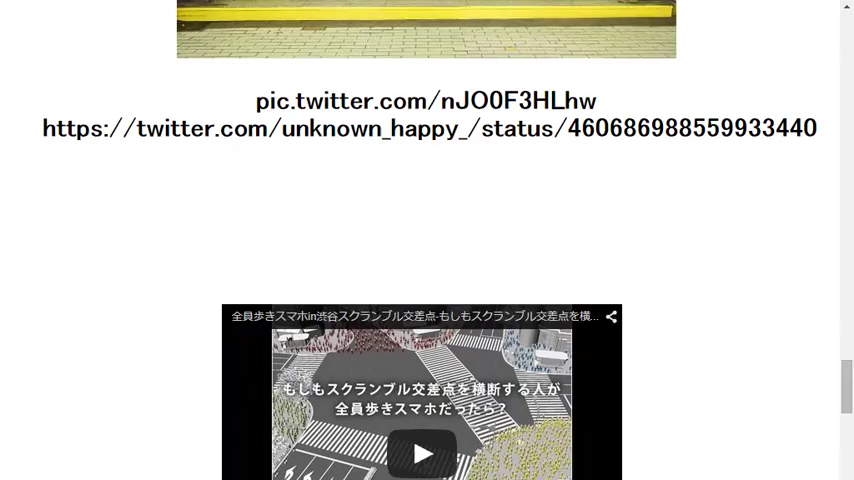 pic.twitter.com/nJO0F3HLhw
https://twitter.com/unknown_happy_/status/460686988559933440
全員歩きスマホin渋谷スクランブル交差点-もしもスクランブル交差点を横...
もしもスクランブル交差点を横断する人が
全員歩きスマホだったら?